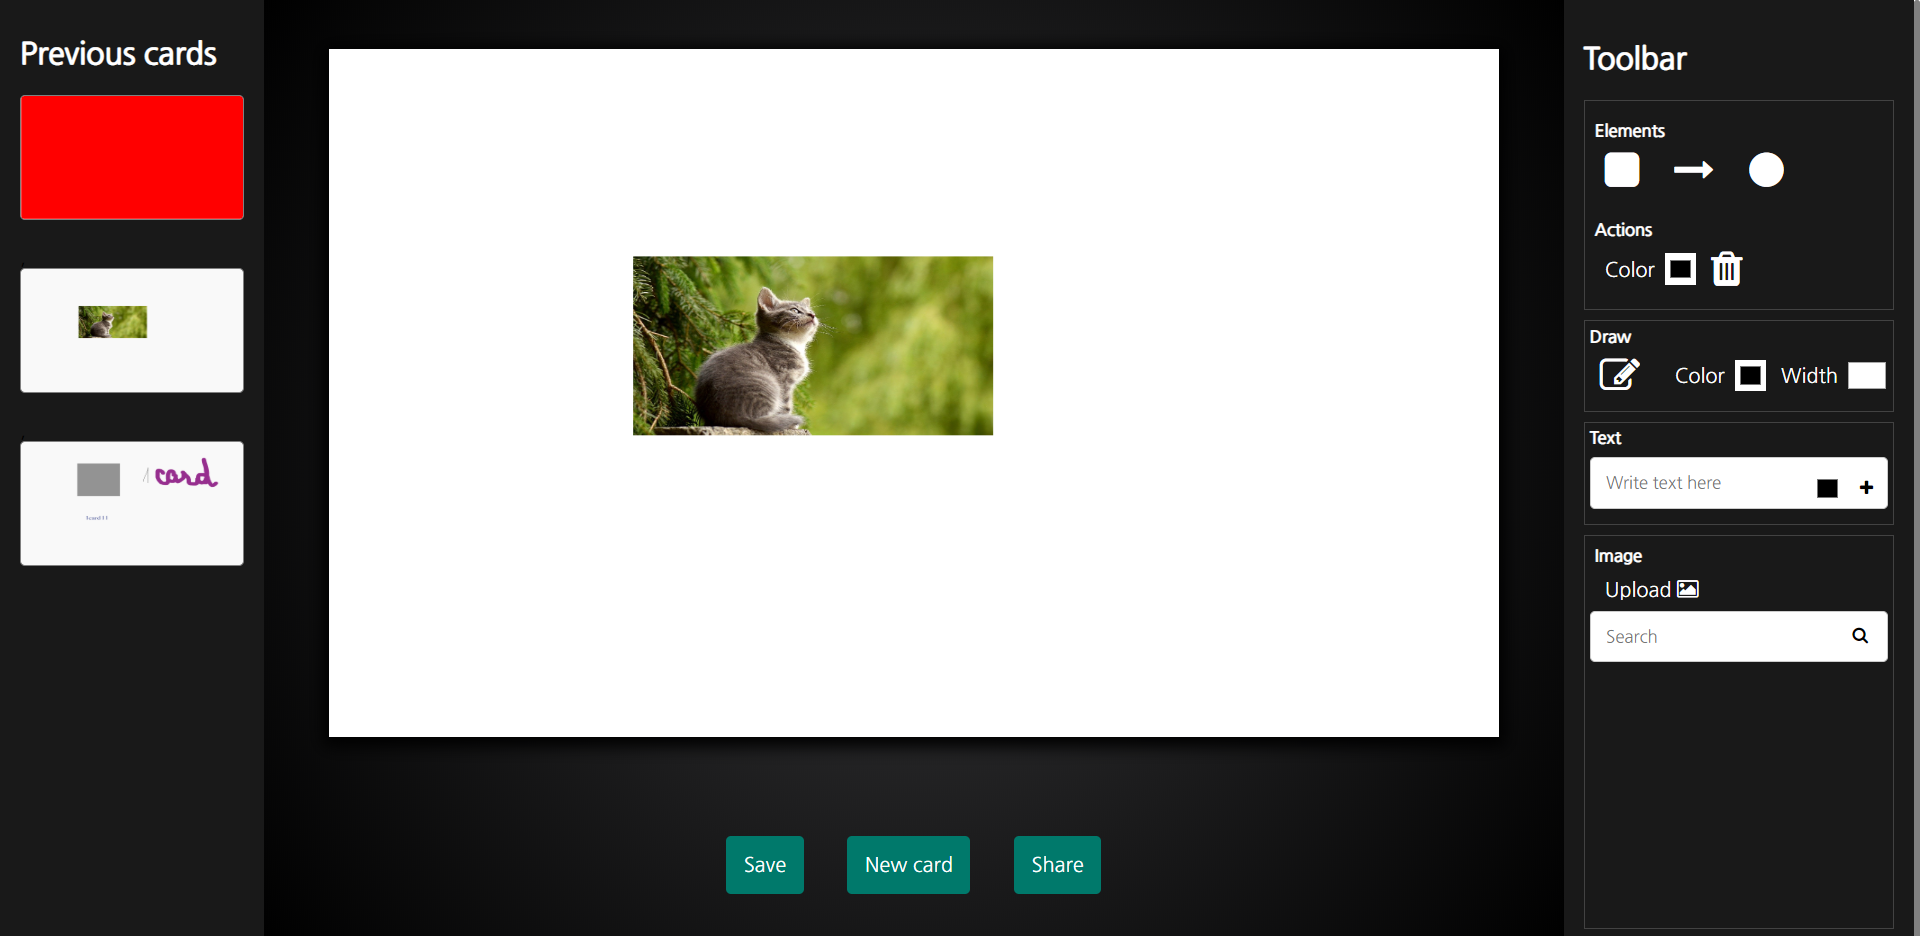 Previous cards
card
Toolbar
Elements
Actions
Color
Draw
Color Width
Text
Write text here
Image
Upload
Search
Save New card Share